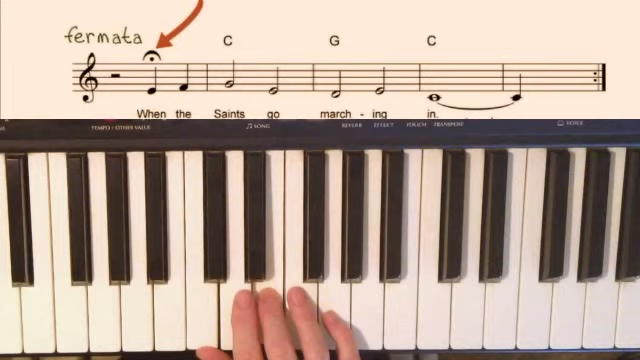 fermata
C G C
When the Saints go march - ing in.
TEMPO / OTHER VALUE SONG REVERB EFFECT TOUCH TRANSPOSE VOICE